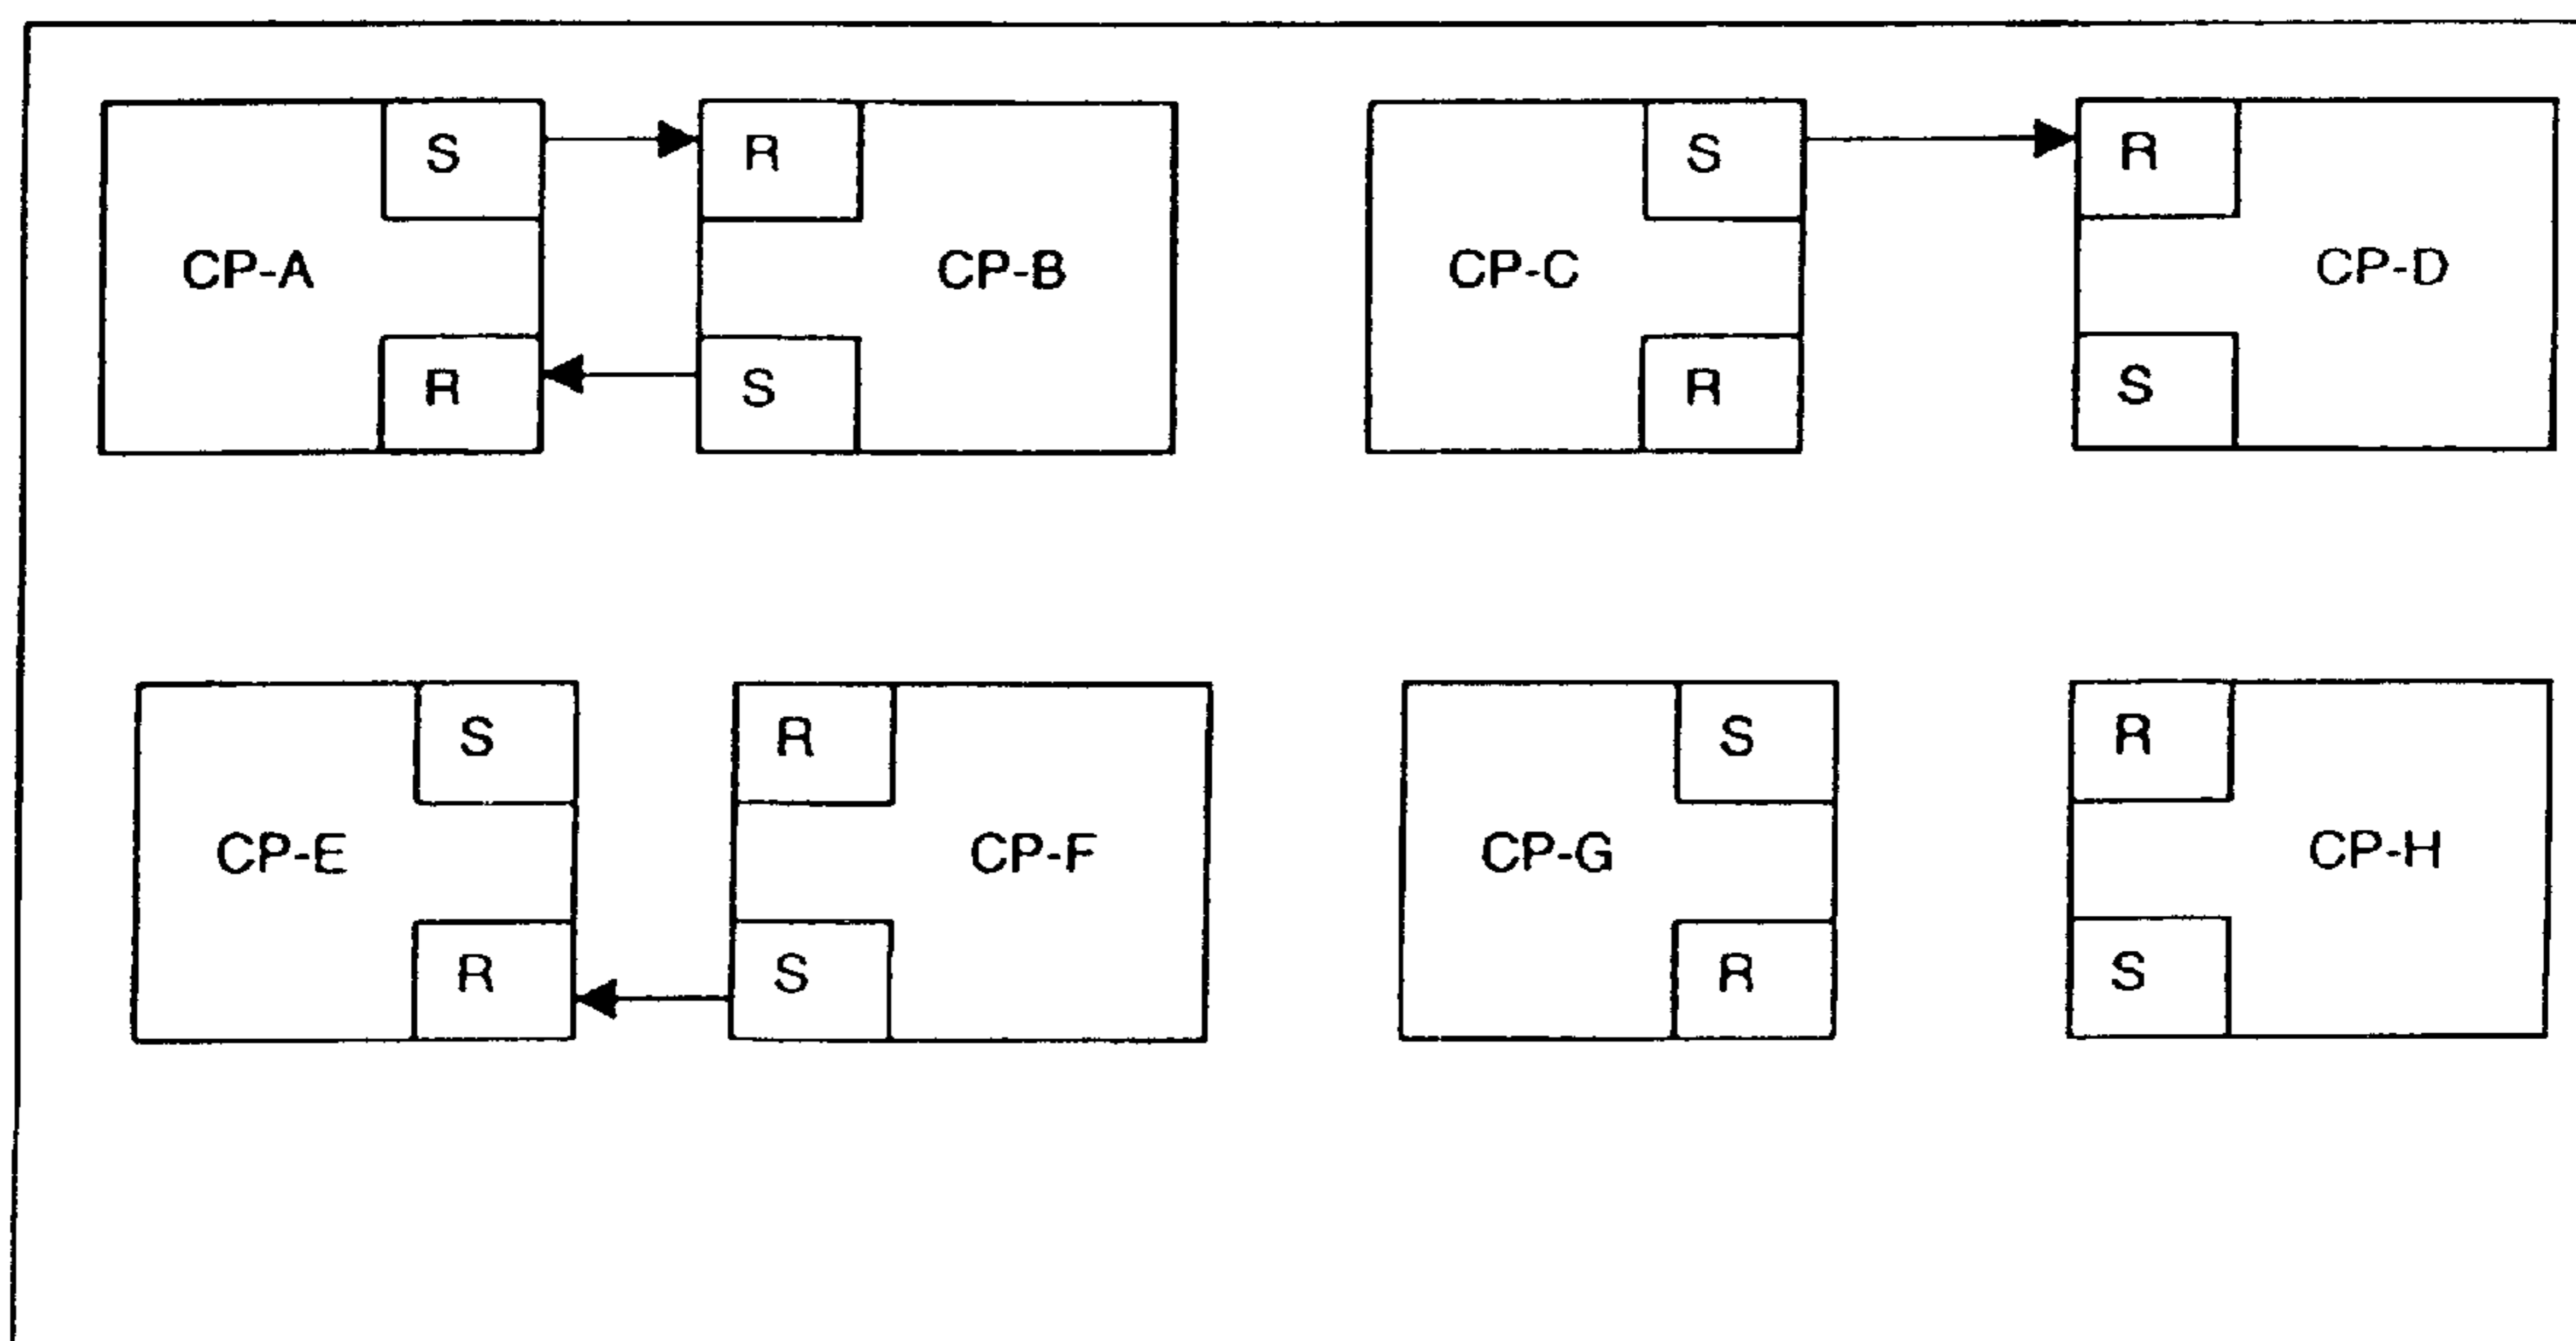 S R S R
CP-A CP-B CP-C CP-D
R S R S
S R S R
CP-E CP-F CP-G CP-H
R S R S